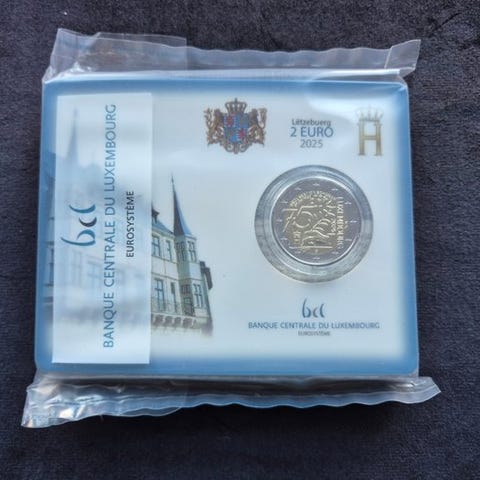 bcl
BANQUE CENTRALE DU LUXEMBOURG
EUROSYSTÈME
Lëtzebuerg
2 EURO
2025
H
bcl
BANQUE CENTRALE DU LUXEMBOURG
EUROSYSTÈME